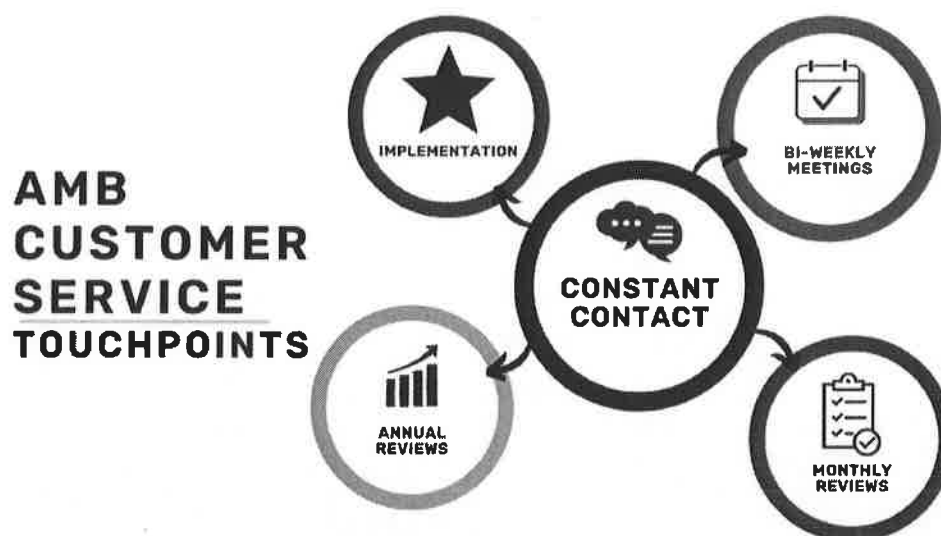 AMB
CUSTOMER
SERVICE
TOUCHPOINTS
IMPLEMENTATION
BI-WEEKLY
MEETINGS
CONSTANT
CONTACT
ANNUAL
REVIEWS
MONTHLY
REVIEWS